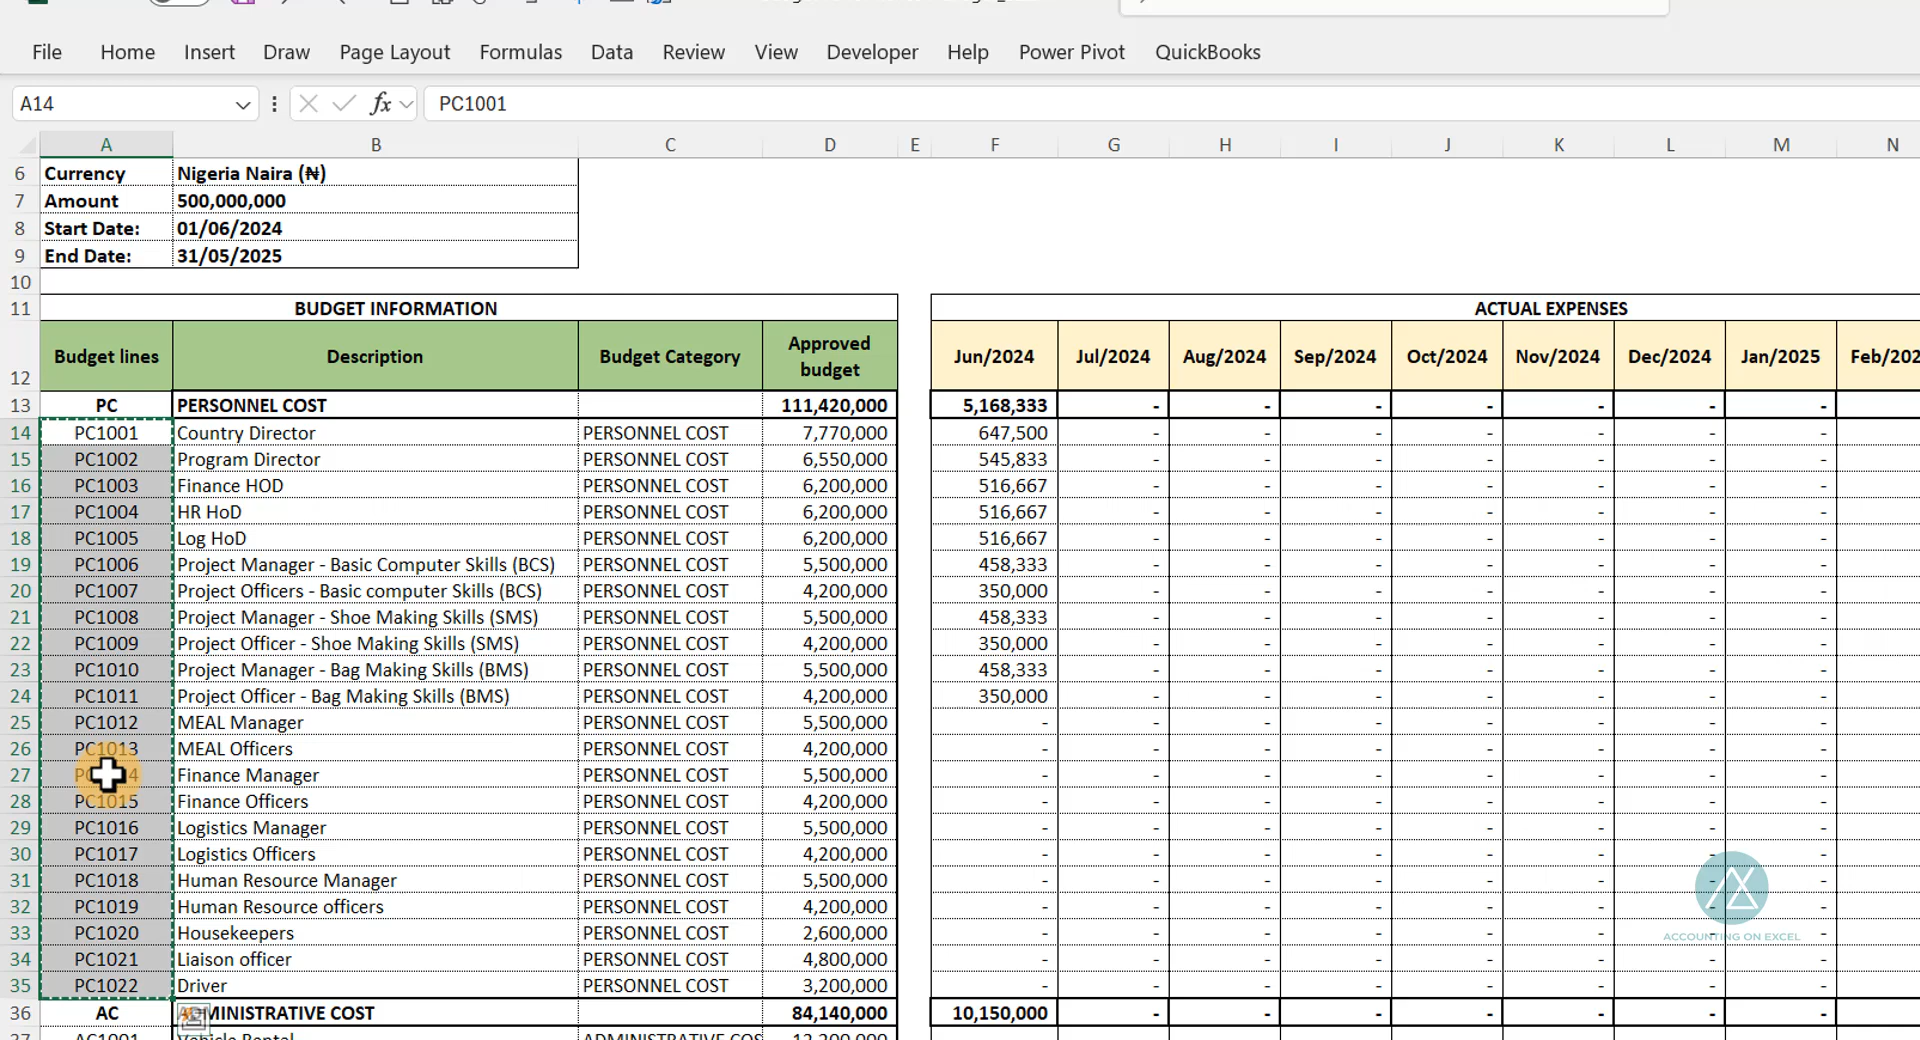 File Home Insert Draw Page Layout Formulas Data Review View Developer Help Power Pivot QuickBooks
A14 fx PC1001
A B C D E F G H I J K L M N
6 Currency Nigeria Naira (₦)
7 Amount 500,000,000
8 Start Date: 01/06/2024
9 End Date: 31/05/2025
10
11 BUDGET INFORMATION ACTUAL EXPENSES
12 Budget lines Description Budget Category Approved budget Jun/2024 Jul/2024 Aug/2024 Sep/2024 Oct/2024 Nov/2024 Dec/2024 Jan/2025 Feb/202
13 PC PERSONNEL COST 111,420,000 5,168,333 - - - - - - -
14 PC1001 Country Director PERSONNEL COST 7,770,000 647,500 - - - - - - -
15 PC1002 Program Director PERSONNEL COST 6,550,000 545,833 - - - - - - -
16 PC1003 Finance HOD PERSONNEL COST 6,200,000 516,667 - - - - - - -
17 PC1004 HR HoD PERSONNEL COST 6,200,000 516,667 - - - - - - -
18 PC1005 Log HoD PERSONNEL COST 6,200,000 516,667 - - - - - - -
19 PC1006 Project Manager - Basic Computer Skills (BCS) PERSONNEL COST 5,500,000 458,333 - - - - - - -
20 PC1007 Project Officers - Basic computer Skills (BCS) PERSONNEL COST 4,200,000 350,000 - - - - - - -
21 PC1008 Project Manager - Shoe Making Skills (SMS) PERSONNEL COST 5,500,000 458,333 - - - - - - -
22 PC1009 Project Officer - Shoe Making Skills (SMS) PERSONNEL COST 4,200,000 350,000 - - - - - - -
23 PC1010 Project Manager - Bag Making Skills (BMS) PERSONNEL COST 5,500,000 458,333 - - - - - - -
24 PC1011 Project Officer - Bag Making Skills (BMS) PERSONNEL COST 4,200,000 350,000 - - - - - - -
25 PC1012 MEAL Manager PERSONNEL COST 5,500,000 - - - - - - - -
26 PC1013 MEAL Officers PERSONNEL COST 4,200,000 - - - - - - - -
27 Finance Manager PERSONNEL COST 5,500,000 - - - - - - - -
28 PC1015 Finance Officers PERSONNEL COST 4,200,000 - - - - - - - -
29 PC1016 Logistics Manager PERSONNEL COST 5,500,000 - - - - - - - -
30 PC1017 Logistics Officers PERSONNEL COST 4,200,000 - - - - - - - -
31 PC1018 Human Resource Manager PERSONNEL COST 5,500,000 - - - - - - - -
32 PC1019 Human Resource officers PERSONNEL COST 4,200,000 - - - - - - - -
33 PC1020 Housekeepers PERSONNEL COST 2,600,000 - - - - - - - -
ACCOUNTING ON EXCEL
34 PC1021 Liaison officer PERSONNEL COST 4,800,000 - - - - - - - -
35 PC1022 Driver PERSONNEL COST 3,200,000 - - - - - - - -
36 AC MINISTRATIVE COST 84,140,000 10,150,000 - - - - - - -